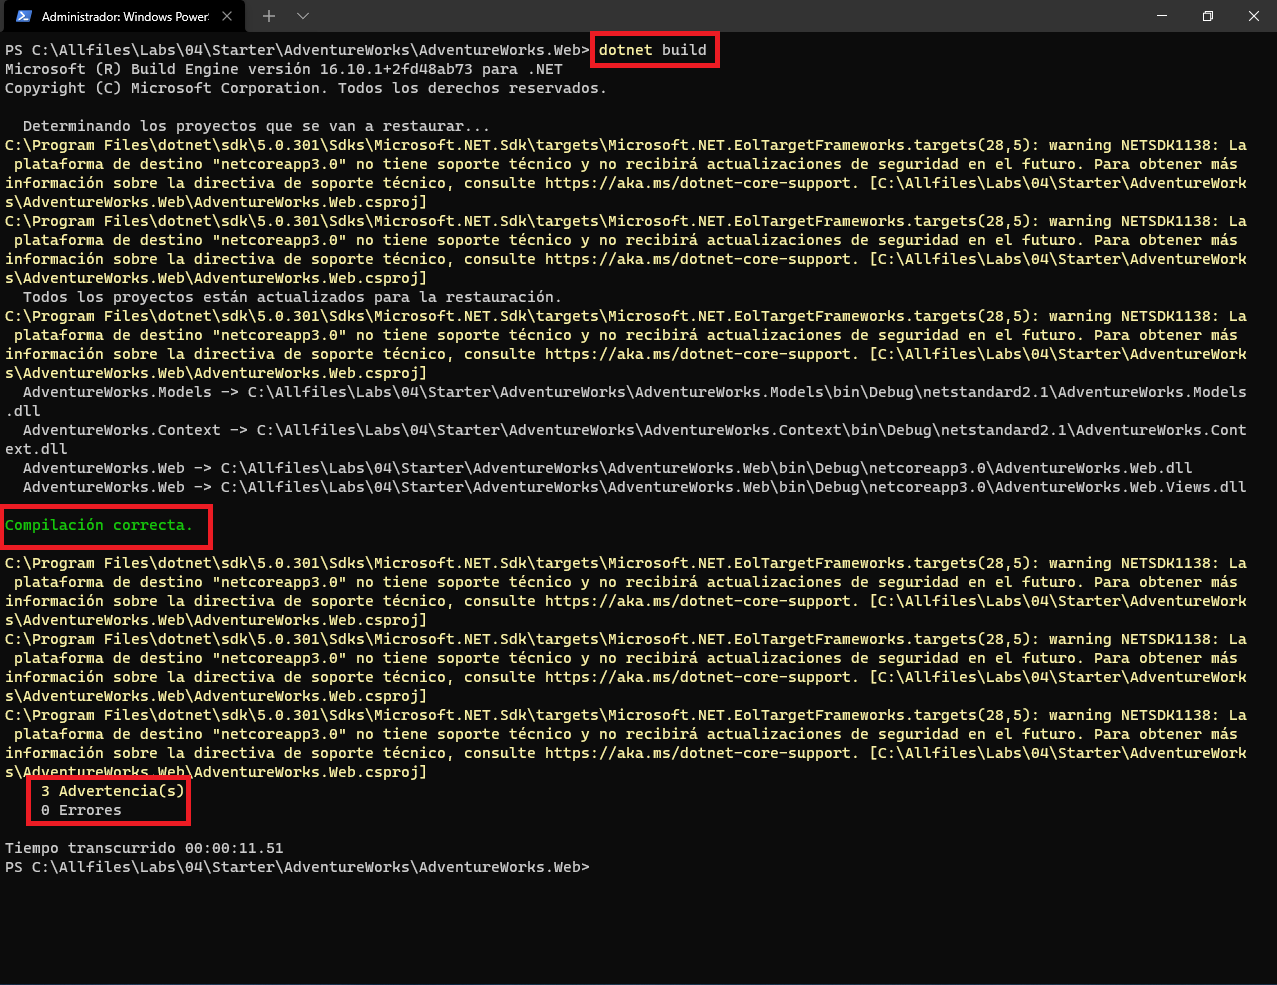 Administrador: Windows Power
PS C:\Allfiles\Labs\04\Starter\AdventureWorks\AdventureWorks.Web> dotnet build
Microsoft (R) Build Engine versión 16.10.1+2fd48ab73 para .NET
Copyright (C) Microsoft Corporation. Todos los derechos reservados.
  Determinando los proyectos que se van a restaurar...
C:\Program Files\dotnet\sdk\5.0.301\Sdks\Microsoft.NET.Sdk\targets\Microsoft.NET.EolTargetFrameworks.targets(28,5): warning NETSDK1138: La
 plataforma de destino "netcoreapp3.0" no tiene soporte técnico y no recibirá actualizaciones de seguridad en el futuro. Para obtener más
información sobre la directiva de soporte técnico, consulte https://aka.ms/dotnet-core-support. [C:\Allfiles\Labs\04\Starter\AdventureWork
s\AdventureWorks.Web\AdventureWorks.Web.csproj]
C:\Program Files\dotnet\sdk\5.0.301\Sdks\Microsoft.NET.Sdk\targets\Microsoft.NET.EolTargetFrameworks.targets(28,5): warning NETSDK1138: La
 plataforma de destino "netcoreapp3.0" no tiene soporte técnico y no recibirá actualizaciones de seguridad en el futuro. Para obtener más
información sobre la directiva de soporte técnico, consulte https://aka.ms/dotnet-core-support. [C:\Allfiles\Labs\04\Starter\AdventureWork
s\AdventureWorks.Web\AdventureWorks.Web.csproj]
  Todos los proyectos están actualizados para la restauración.
C:\Program Files\dotnet\sdk\5.0.301\Sdks\Microsoft.NET.Sdk\targets\Microsoft.NET.EolTargetFrameworks.targets(28,5): warning NETSDK1138: La
 plataforma de destino "netcoreapp3.0" no tiene soporte técnico y no recibirá actualizaciones de seguridad en el futuro. Para obtener más
información sobre la directiva de soporte técnico, consulte https://aka.ms/dotnet-core-support. [C:\Allfiles\Labs\04\Starter\AdventureWork
s\AdventureWorks.Web\AdventureWorks.Web.csproj]
  AdventureWorks.Models -> C:\Allfiles\Labs\04\Starter\AdventureWorks\AdventureWorks.Models\bin\Debug\netstandard2.1\AdventureWorks.Models
.dll
  AdventureWorks.Context -> C:\Allfiles\Labs\04\Starter\AdventureWorks\AdventureWorks.Context\bin\Debug\netstandard2.1\AdventureWorks.Cont
ext.dll
  AdventureWorks.Web -> C:\Allfiles\Labs\04\Starter\AdventureWorks\AdventureWorks.Web\bin\Debug\netcoreapp3.0\AdventureWorks.Web.dll
  AdventureWorks.Web -> C:\Allfiles\Labs\04\Starter\AdventureWorks\AdventureWorks.Web\bin\Debug\netcoreapp3.0\AdventureWorks.Web.Views.dll
Compilación correcta.
C:\Program Files\dotnet\sdk\5.0.301\Sdks\Microsoft.NET.Sdk\targets\Microsoft.NET.EolTargetFrameworks.targets(28,5): warning NETSDK1138: La
 plataforma de destino "netcoreapp3.0" no tiene soporte técnico y no recibirá actualizaciones de seguridad en el futuro. Para obtener más
información sobre la directiva de soporte técnico, consulte https://aka.ms/dotnet-core-support. [C:\Allfiles\Labs\04\Starter\AdventureWork
s\AdventureWorks.Web\AdventureWorks.Web.csproj]
C:\Program Files\dotnet\sdk\5.0.301\Sdks\Microsoft.NET.Sdk\targets\Microsoft.NET.EolTargetFrameworks.targets(28,5): warning NETSDK1138: La
 plataforma de destino "netcoreapp3.0" no tiene soporte técnico y no recibirá actualizaciones de seguridad en el futuro. Para obtener más
información sobre la directiva de soporte técnico, consulte https://aka.ms/dotnet-core-support. [C:\Allfiles\Labs\04\Starter\AdventureWork
s\AdventureWorks.Web\AdventureWorks.Web.csproj]
C:\Program Files\dotnet\sdk\5.0.301\Sdks\Microsoft.NET.Sdk\targets\Microsoft.NET.EolTargetFrameworks.targets(28,5): warning NETSDK1138: La
 plataforma de destino "netcoreapp3.0" no tiene soporte técnico y no recibirá actualizaciones de seguridad en el futuro. Para obtener más
información sobre la directiva de soporte técnico, consulte https://aka.ms/dotnet-core-support. [C:\Allfiles\Labs\04\Starter\AdventureWork
s\AdventureWorks.Web\AdventureWorks.Web.csproj]
    3 Advertencia(s)
    0 Errores
Tiempo transcurrido 00:00:11.51
PS C:\Allfiles\Labs\04\Starter\AdventureWorks\AdventureWorks.Web>